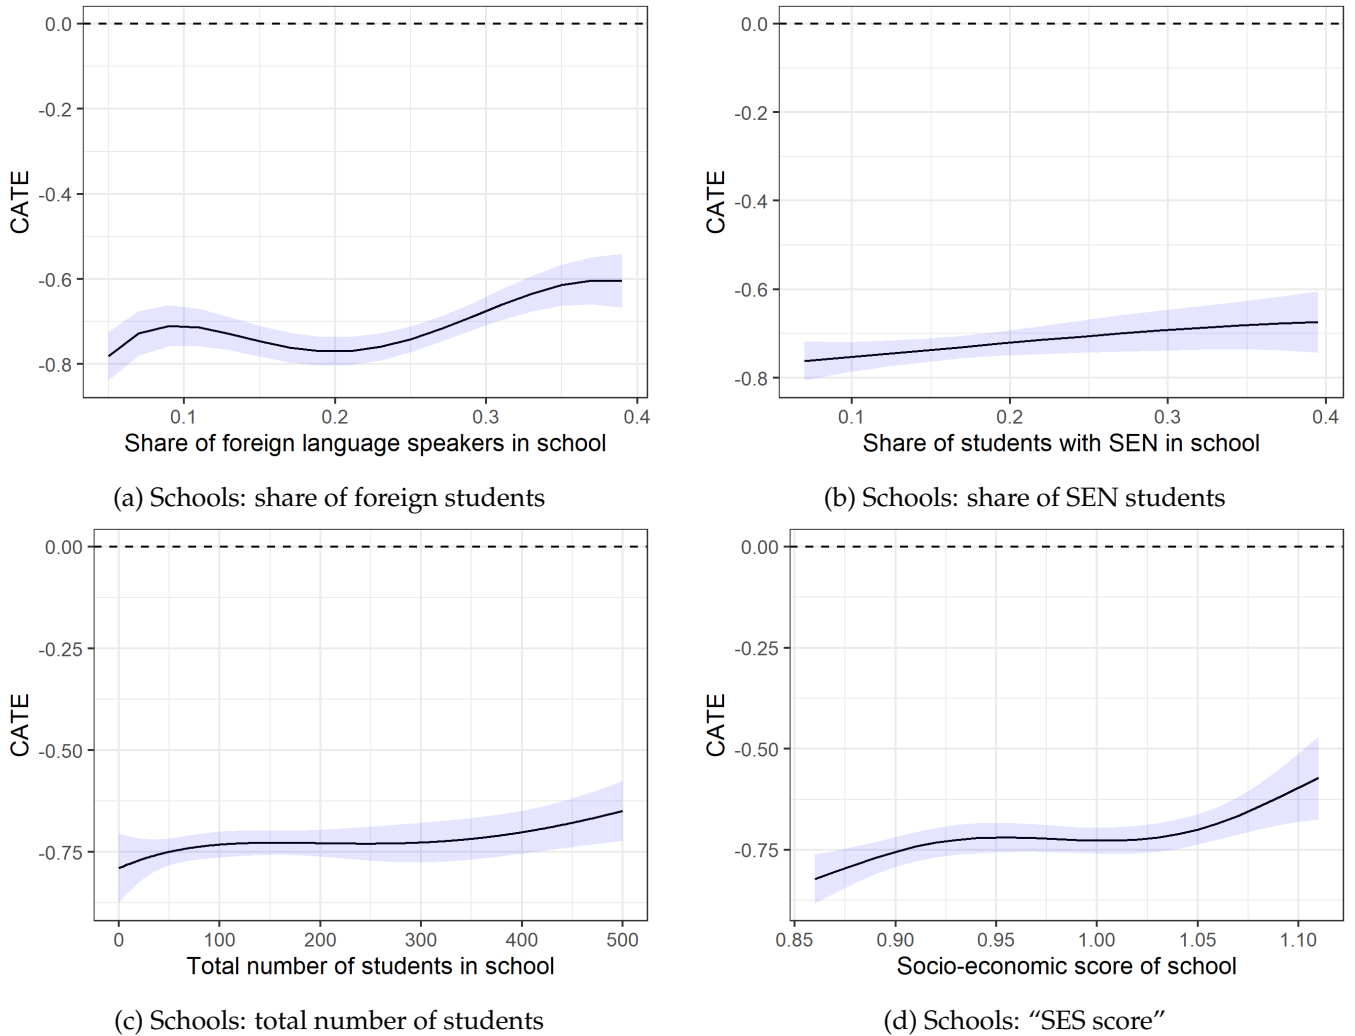 0.0
-0.2
-0.4
-0.6
-0.8
CATE
0.1 0.2 0.3 0.4
Share of foreign language speakers in school
(a) Schools: share of foreign students
0.0
-0.2
-0.4
-0.6
-0.8
CATE
0.1 0.2 0.3 0.4
Share of students with SEN in school
(b) Schools: share of SEN students
0.00
-0.25
-0.50
-0.75
CATE
0 100 200 300 400 500
Total number of students in school
(c) Schools: total number of students
0.00
-0.25
-0.50
-0.75
CATE
0.85 0.90 0.95 1.00 1.05 1.10
Socio-economic score of school
(d) Schools: “SES score”